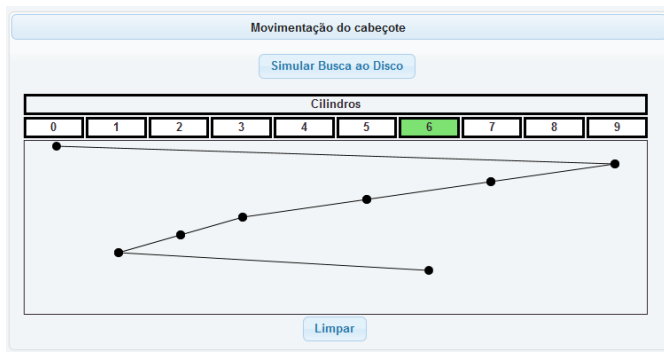 Movimentação do cabeçote
Simular Busca ao Disco
Cilindros
0 1 2 3 4 5 6 7 8 9
Limpar